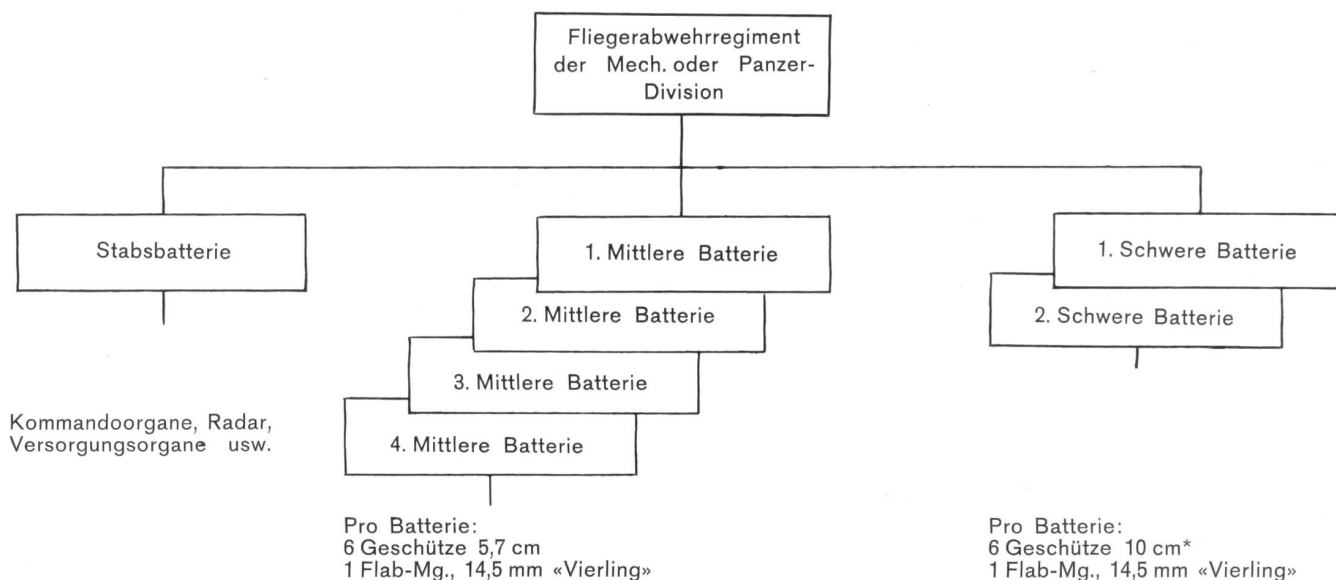 Fliegerabwehrregiment
der Mech. oder Panzer-
Division
Stabsbatterie
1. Mittlere Batterie
1. Schwere Batterie
2. Mittlere Batterie
2. Schwere Batterie
3. Mittlere Batterie
4. Mittlere Batterie
Kommandoorgane, Radar,
Versorgungsorgane usw.
Pro Batterie:
6 Geschütze 5,7 cm
1 Flab-Mg., 14,5 mm «Vierling»
Pro Batterie:
6 Geschütze 10 cm*
1 Flab-Mg., 14,5 mm «Vierling»